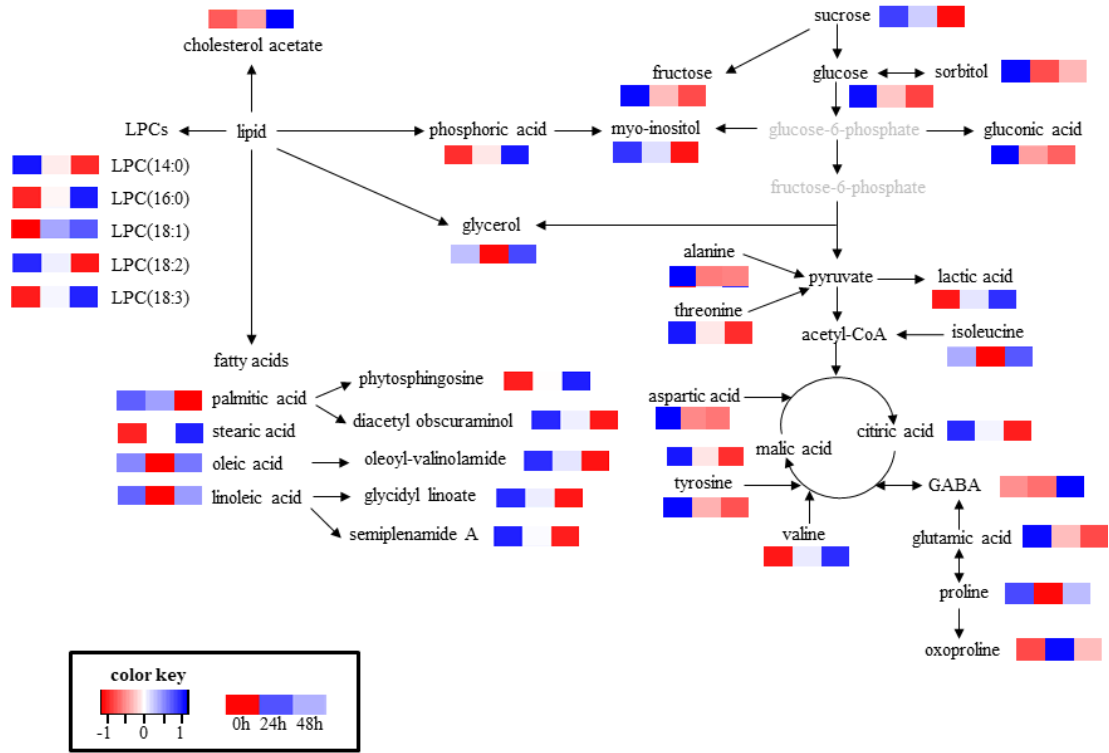 sucrose
cholesterol acetate
fructose
glucose
sorbitol
LPCs
lipid
phosphoric acid
myo-inositol
glucose-6-phosphate
gluconic acid
LPC(14:0)
LPC(16:0)
fructose-6-phosphate
LPC(18:1)
glycerol
LPC(18:2)
alanine
pyruvate
lactic acid
LPC(18:3)
threonine
acetyl-CoA
isoleucine
fatty acids
phytosphingosine
palmitic acid
aspartic acid
diacetyl obscuraminol
stearic acid
citiric acid
malic acid
oleic acid
oleoyl-valinolamide
tyrosine
GABA
linoleic acid
glycidyl linoate
semiplenamide A
valine
glutamic acid
proline
oxoproline
color key
-1 0 1
0h 24h 48h